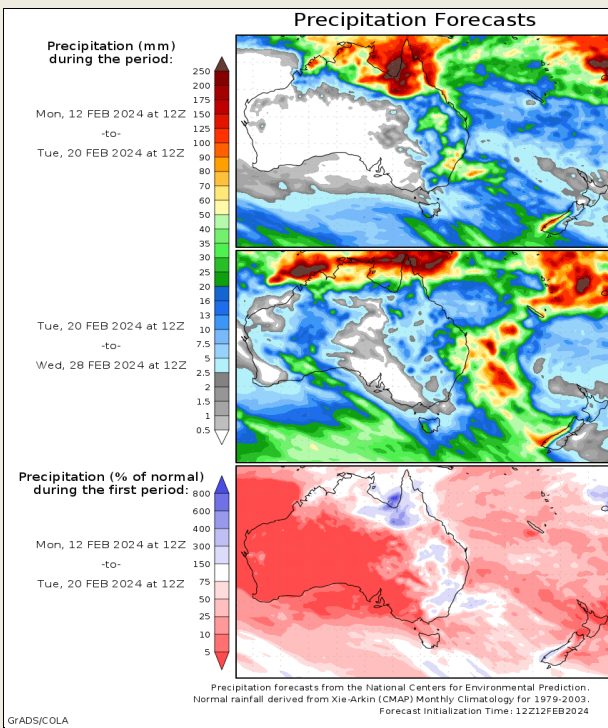 Precipitation Forecasts
Precipitation (mm)
during the period:
250
200
175
150
125
100
90
80
70
60
50
40
35
30
25
20
16
13
10
7.5
5
2.5
2
1.5
1
0.5
Mon, 12 FEB 2024 at 12Z
-to-
Tue, 20 FEB 2024 at 12Z
Tue, 20 FEB 2024 at 12Z
-to-
Wed, 28 FEB 2024 at 12Z
Precipitation (% of normal)
during the first period:
800
600
400
300
150
75
50
25
10
5
Mon, 12 FEB 2024 at 12Z
-to-
Tue, 20 FEB 2024 at 12Z
Precipitation forecasts from the National Centers for Environmental Prediction.
Normal rainfall derived from Xie-Arkin (CMAP) Monthly Climatology for 1979-2003.
Forecast Initialization Time: 12Z12FEB2024
GrADS/COLA